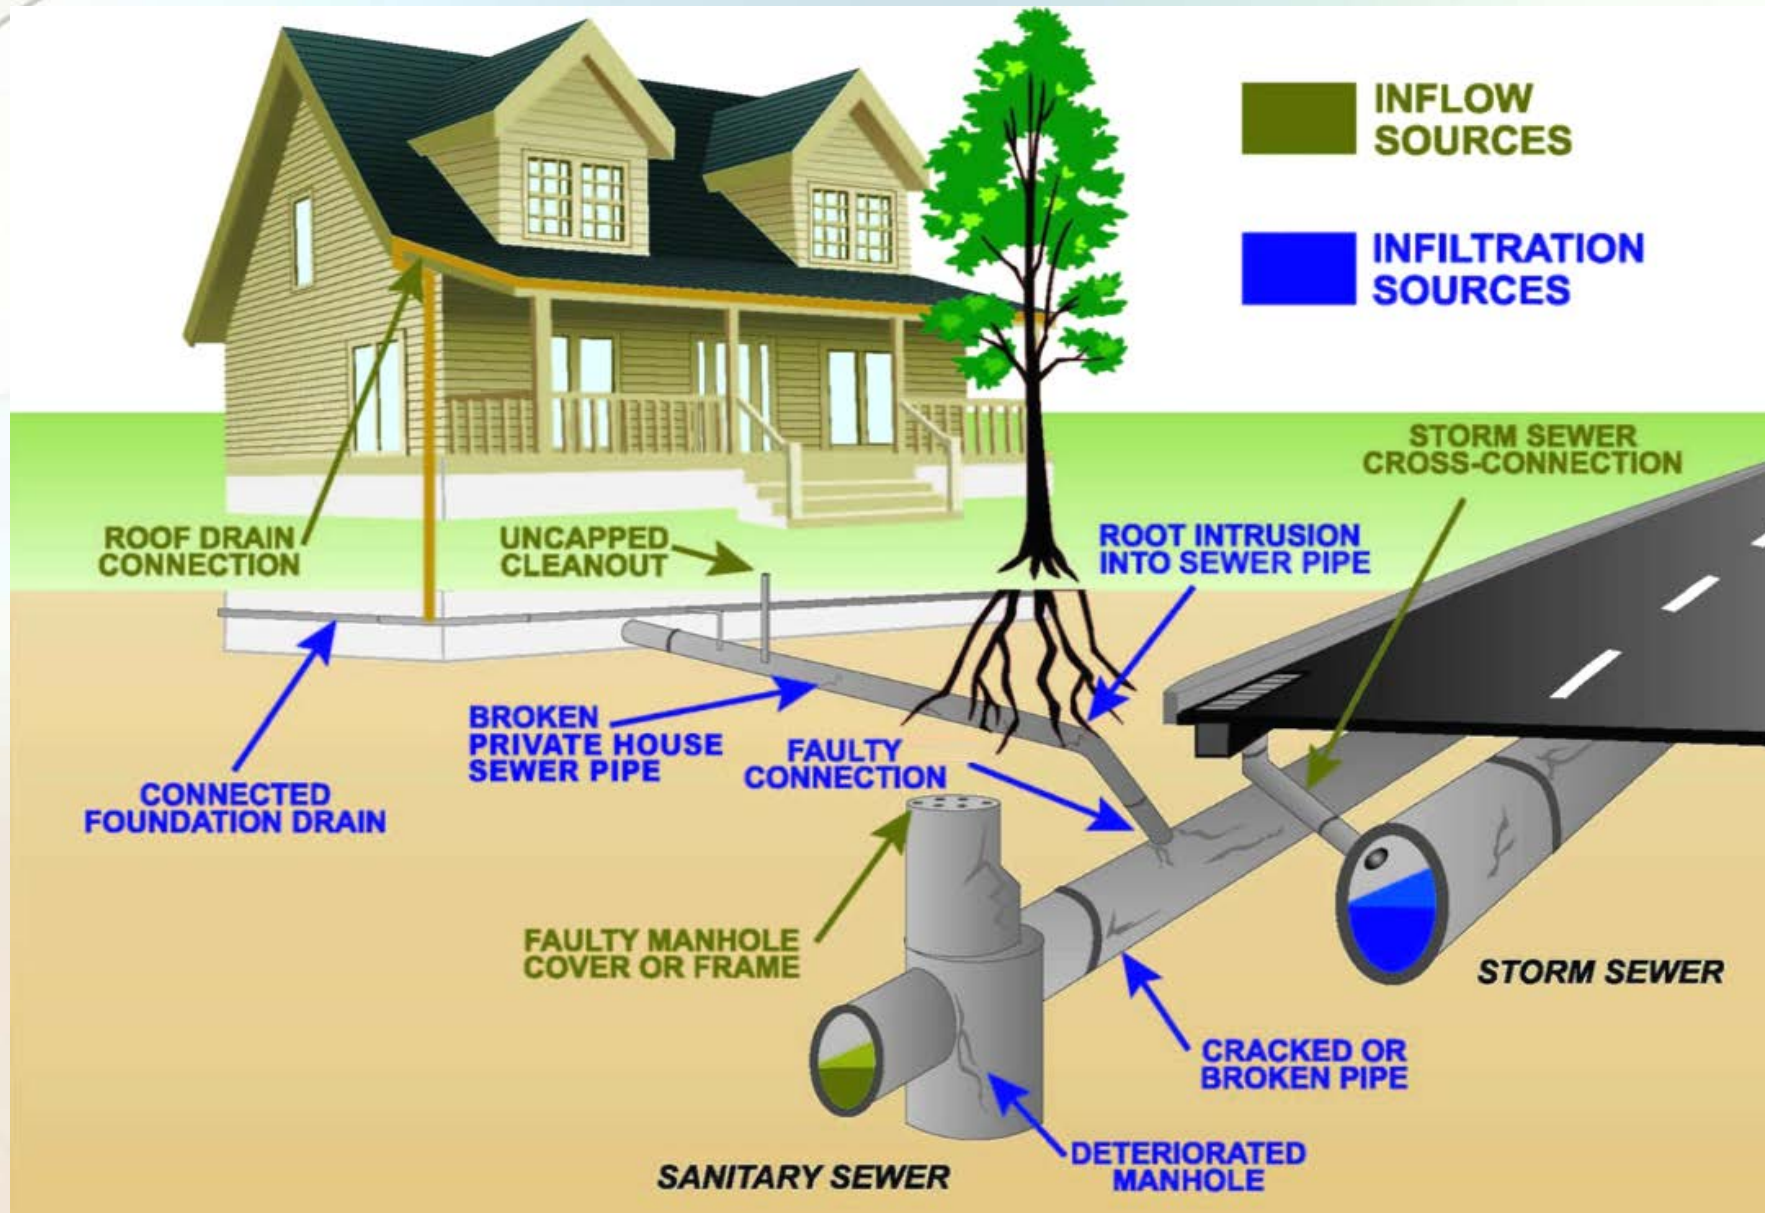 INFLOW
SOURCES
INFILTRATION
SOURCES
STORM SEWER
CROSS-CONNECTION
ROOF DRAIN
CONNECTION
UNCAPPED
CLEANOUT
ROOT INTRUSION
INTO SEWER PIPE
BROKEN
PRIVATE HOUSE
SEWER PIPE
FAULTY
CONNECTION
CONNECTED
FOUNDATION DRAIN
FAULTY MANHOLE
COVER OR FRAME
STORM SEWER
CRACKED OR
BROKEN PIPE
DETERIORATED
MANHOLE
SANITARY SEWER